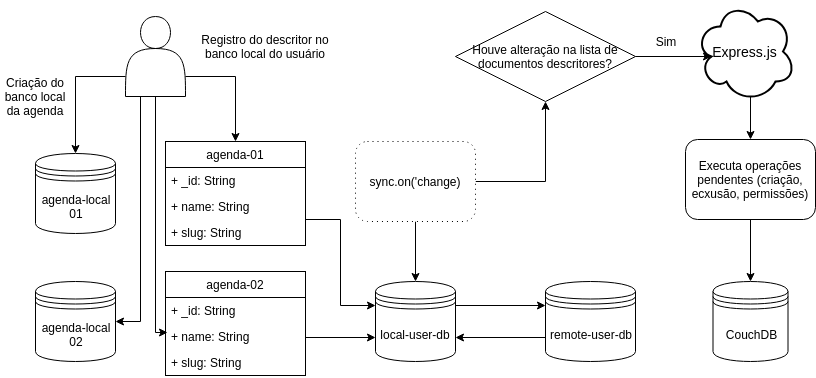 Registro do descritor no
banco local do usuário
Houve alteração na lista de
documentos descritores?
Sim
Express.js
Criação do
banco local
da agenda
agenda-local
01
agenda-01
+ _id: String
+ name: String
+ slug: String
sync.on('change)
Executa operações
pendentes (criação,
ecxusão, permissões)
agenda-local
02
agenda-02
+ _id: String
+ name: String
+ slug: String
local-user-db
remote-user-db
CouchDB